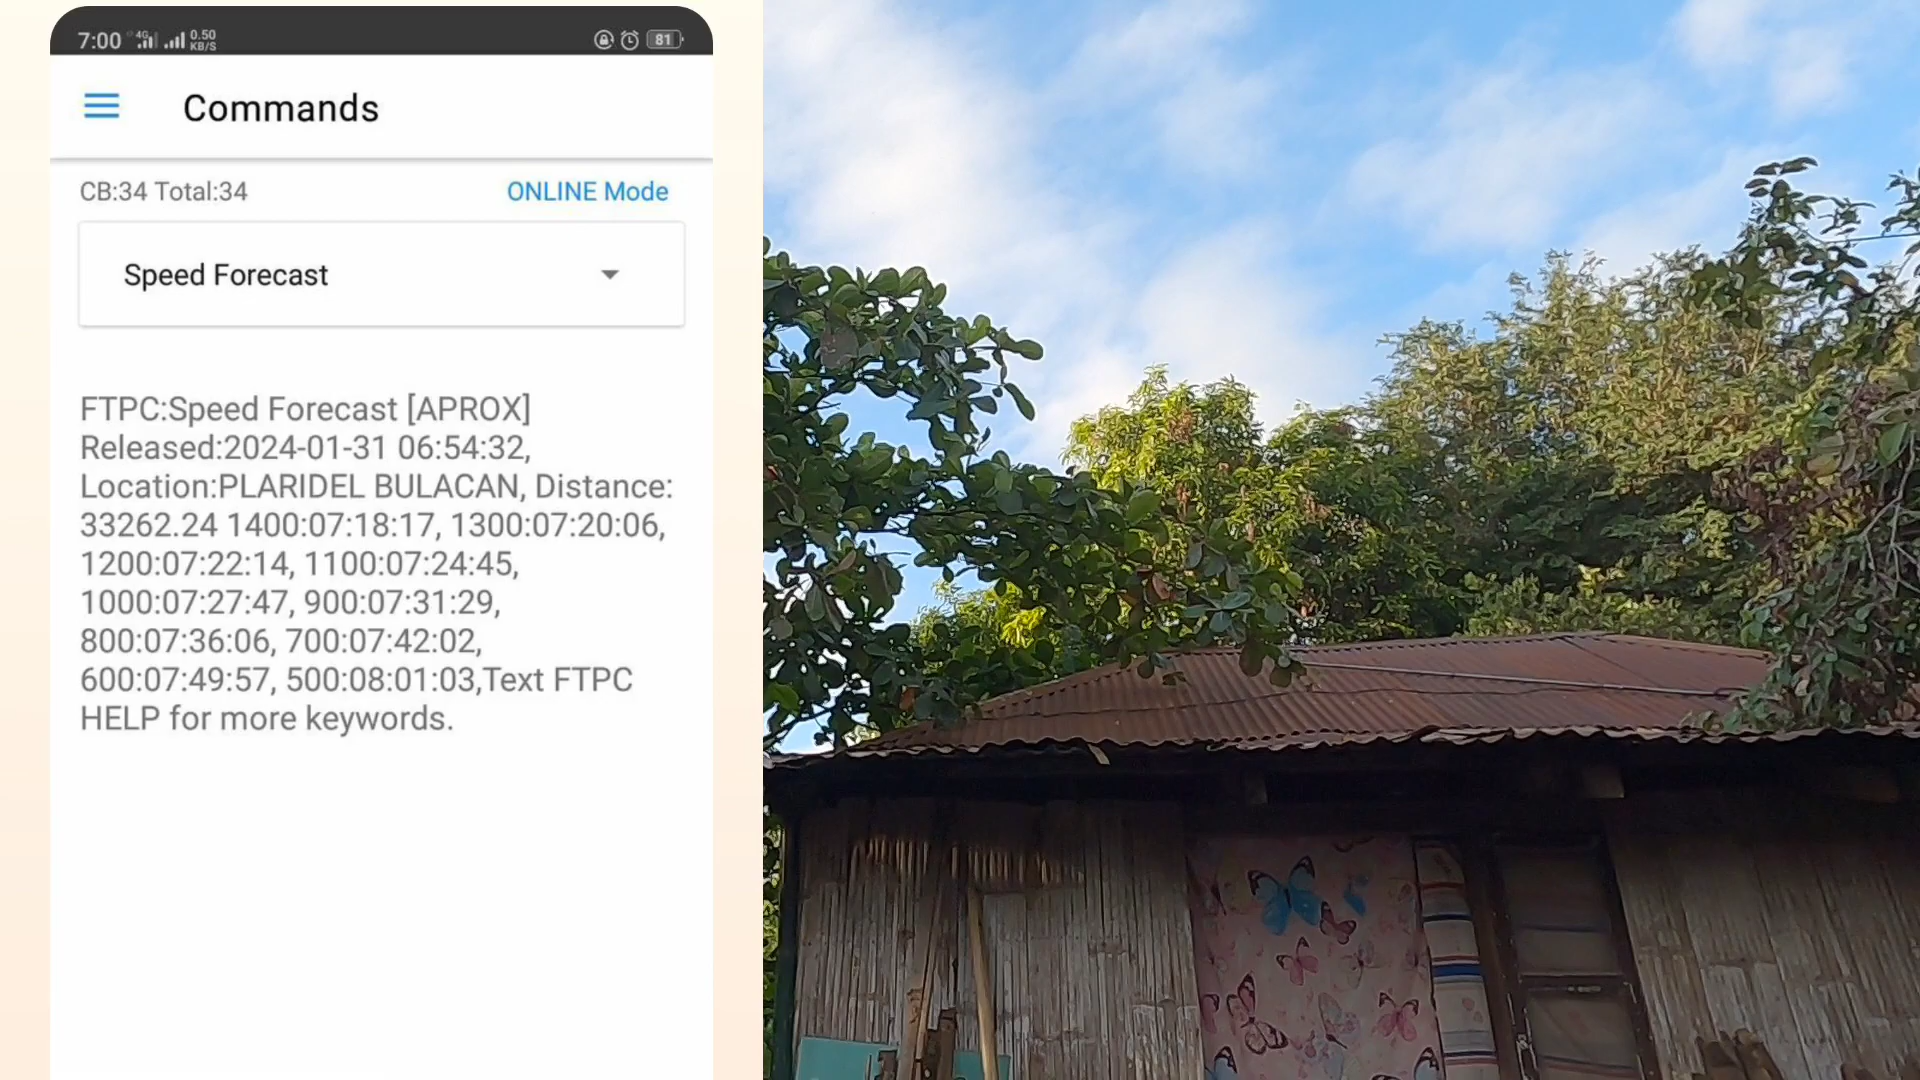 7:00 4G 0.50 KB/S 81
Commands
CB:34 Total:34 ONLINE Mode
Speed Forecast
FTPC:Speed Forecast [APROX]
Released:2024-01-31 06:54:32,
Location:PLARIDEL BULACAN, Distance:
33262.24 1400:07:18:17, 1300:07:20:06,
1200:07:22:14, 1100:07:24:45,
1000:07:27:47, 900:07:31:29,
800:07:36:06, 700:07:42:02,
600:07:49:57, 500:08:01:03,Text FTPC
HELP for more keywords.